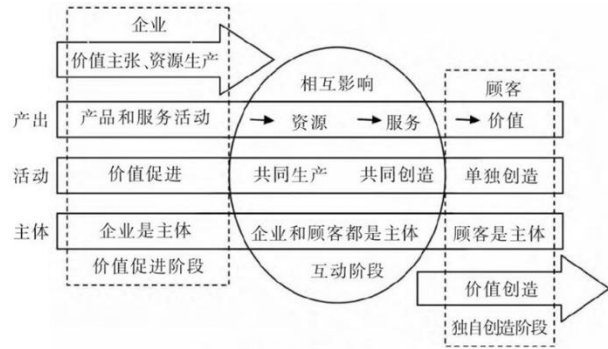 企业
价值主张、资源生产
相互影响
顾客
产出 产品和服务活动 → 资源 → 服务 → 价值
活动 价值促进 共同生产 共同创造 单独创造
主体 企业是主体 企业和顾客都是主体 顾客是主体
价值促进阶段
互动阶段
价值创造
独自创造阶段